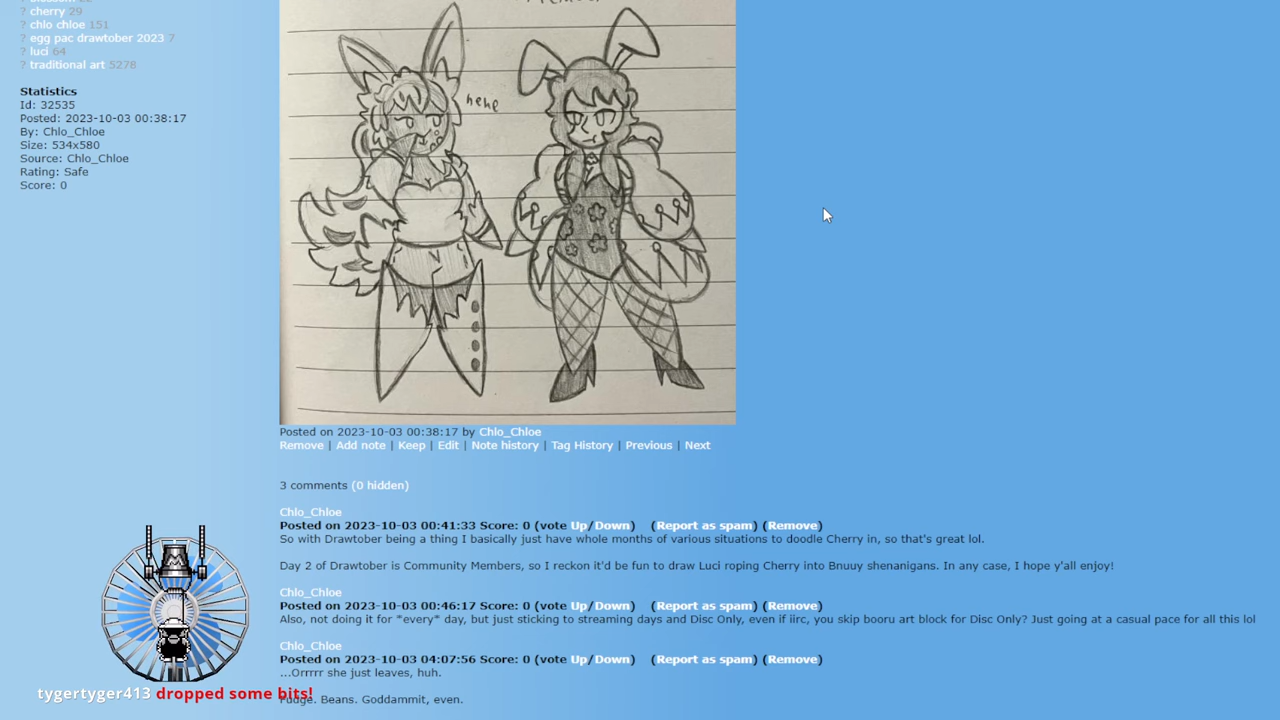 ? cherry 29
? chlo chloe 151
? egg pac drawtober 2023 7
? luci 64
? traditional art 5278
Statistics
Id: 32535
Posted: 2023-10-03 00:38:17
By: Chlo_Chloe
Size: 534x580
Source: Chlo_Chloe
Rating: Safe
Score: 0
hehe
Posted on 2023-10-03 00:38:17 by Chlo_Chloe
Remove | Add note | Keep | Edit | Note history | Tag History | Previous | Next
3 comments (0 hidden)
Chlo_Chloe
Posted on 2023-10-03 00:41:33 Score: 0 (vote Up/Down) (Report as spam) (Remove)
So with Drawtober being a thing I basically just have whole months of various situations to doodle Cherry in, so that's great lol.
Day 2 of Drawtober is Community Members, so I reckon it'd be fun to draw Luci roping Cherry into Bnuuy shenanigans. In any case, I hope y'all enjoy!
Chlo_Chloe
Posted on 2023-10-03 00:46:17 Score: 0 (vote Up/Down) (Report as spam) (Remove)
Also, not doing it for *every* day, but just sticking to streaming days and Disc Only, even if iirc, you skip booru art block for Disc Only? Just going at a casual pace for all this lol
Chlo_Chloe
Posted on 2023-10-03 04:07:56 Score: 0 (vote Up/Down) (Report as spam) (Remove)
...Orrrrr she just leaves, huh.
tygertyger413 dropped some bits!
Fudge. Beans. Goddammit, even.